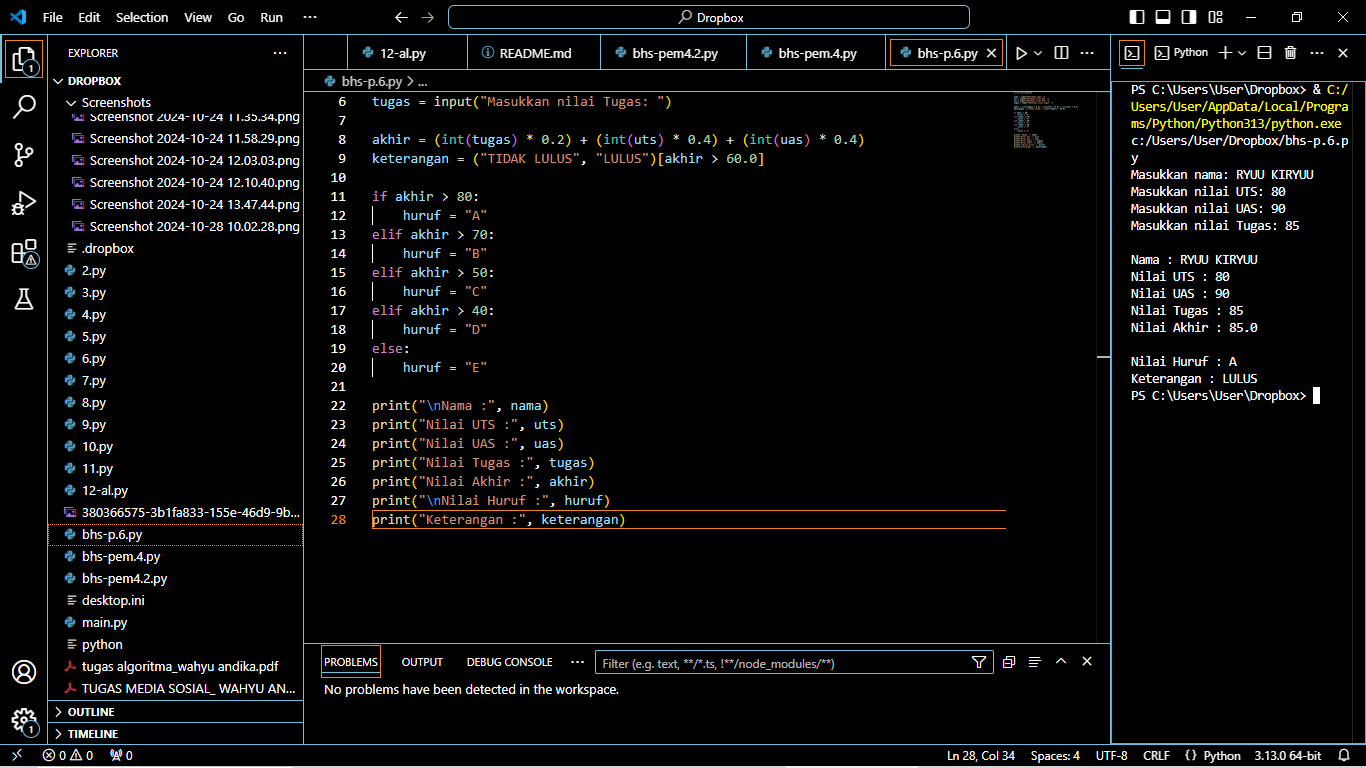 File Edit Selection View Go Run ··· Dropbox
EXPLORER ···
DROPBOX
Screenshots
Screenshot 2024-10-24 11.35.34.png
Screenshot 2024-10-24 11.58.29.png
Screenshot 2024-10-24 12.03.03.png
Screenshot 2024-10-24 12.10.40.png
Screenshot 2024-10-24 13.47.44.png
Screenshot 2024-10-28 10.02.28.png
.dropbox
2.py
3.py
4.py
5.py
6.py
7.py
8.py
9.py
10.py
11.py
12-al.py
380366575-3b1fa833-155e-46d9-9b...
bhs-p.6.py
bhs-pem.4.py
bhs-pem4.2.py
desktop.ini
main.py
python
tugas algoritma_wahyu andika.pdf
TUGAS MEDIA SOSIAL_ WAHYU AN...
OUTLINE
TIMELINE
1
1
12-al.py README.md bhs-pem4.2.py bhs-pem.4.py bhs-p.6.py
bhs-p.6.py > ...
6 tugas = input("Masukkan nilai Tugas: ")
7
8 akhir = (int(tugas) * 0.2) + (int(uts) * 0.4) + (int(uas) * 0.4)
9 keterangan = ("TIDAK LULUS", "LULUS")[akhir > 60.0]
10
11 if akhir > 80:
12 huruf = "A"
13 elif akhir > 70:
14 huruf = "B"
15 elif akhir > 50:
16 huruf = "C"
17 elif akhir > 40:
18 huruf = "D"
19 else:
20 huruf = "E"
21
22 print("\nNama :", nama)
23 print("Nilai UTS :", uts)
24 print("Nilai UAS :", uas)
25 print("Nilai Tugas :", tugas)
26 print("Nilai Akhir :", akhir)
27 print("\nNilai Huruf :", huruf)
28 print("Keterangan :", keterangan)
PROBLEMS OUTPUT DEBUG CONSOLE ··· Filter (e.g. text, **/*.ts, !**/node_modules/**)
No problems have been detected in the workspace.
Python
PS C:\Users\User\Dropbox> & C:/
Users/User/AppData/Local/Progra
ms/Python/Python313/python.exe
c:/Users/User/Dropbox/bhs-p.6.p
y
Masukkan nama: RYUU KIRYUU
Masukkan nilai UTS: 80
Masukkan nilai UAS: 90
Masukkan nilai Tugas: 85
Nama : RYUU KIRYUU
Nilai UTS : 80
Nilai UAS : 90
Nilai Tugas : 85
Nilai Akhir : 85.0
Nilai Huruf : A
Keterangan : LULUS
PS C:\Users\User\Dropbox>
0 0 0 Ln 28, Col 34 Spaces: 4 UTF-8 CRLF {} Python 3.13.0 64-bit